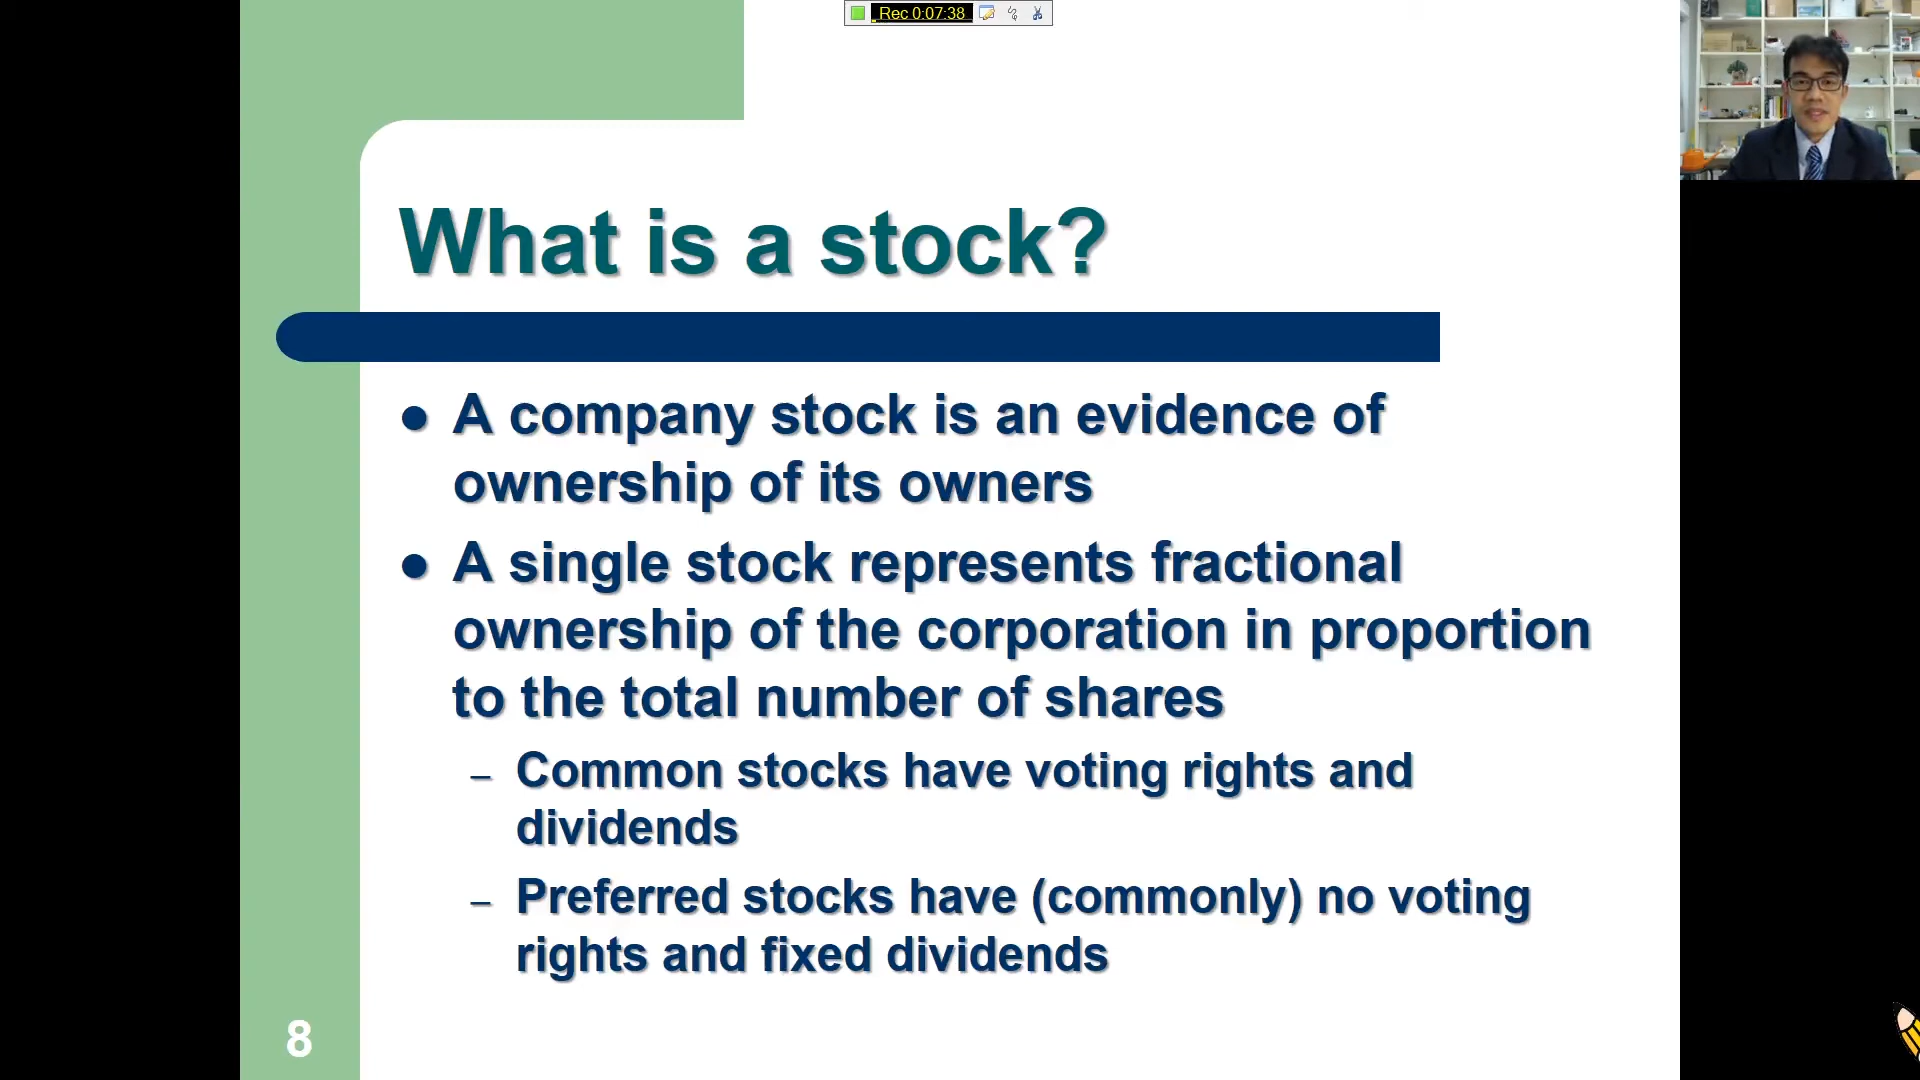 Rec 0:07:38
What is a stock?
A company stock is an evidence of
ownership of its owners
A single stock represents fractional
ownership of the corporation in proportion
to the total number of shares
– Common stocks have voting rights and
dividends
– Preferred stocks have (commonly) no voting
rights and fixed dividends
8